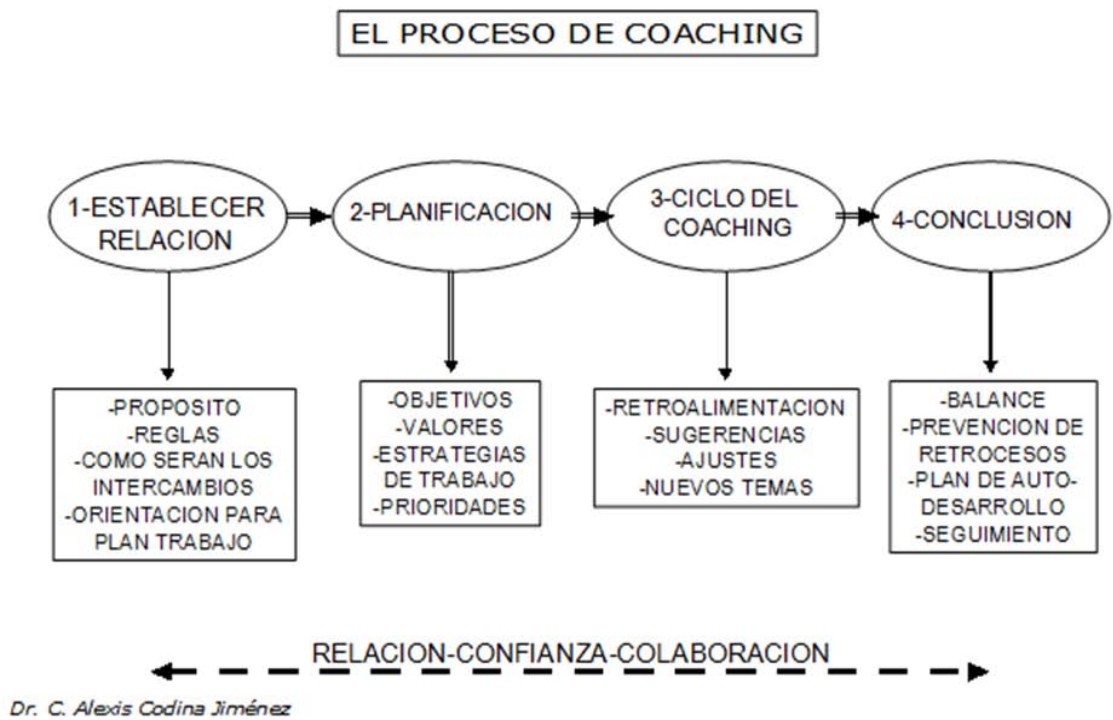 EL PROCESO DE COACHING
1-ESTABLECER
RELACION
2-PLANIFICACION
3-CICLO DEL
COACHING
4-CONCLUSION
-PROPOSITO
-REGLAS
-COMO SERAN LOS
INTERCAMBIOS
-ORIENTACION PARA
PLAN TRABAJO
-OBJETIVOS
-VALORES
-ESTRATEGIAS
DE TRABAJO
-PRIORIDADES
-RETROALIMENTACION
-SUGERENCIAS
-AJUSTES
-NUEVOS TEMAS
-BALANCE
-PREVENCION DE
RETROCESOS
-PLAN DE AUTO-
DESARROLLO
-SEGUIMIENTO
RELACION-CONFIANZA-COLABORACION
Dr. C. Alexis Codina Jiménez